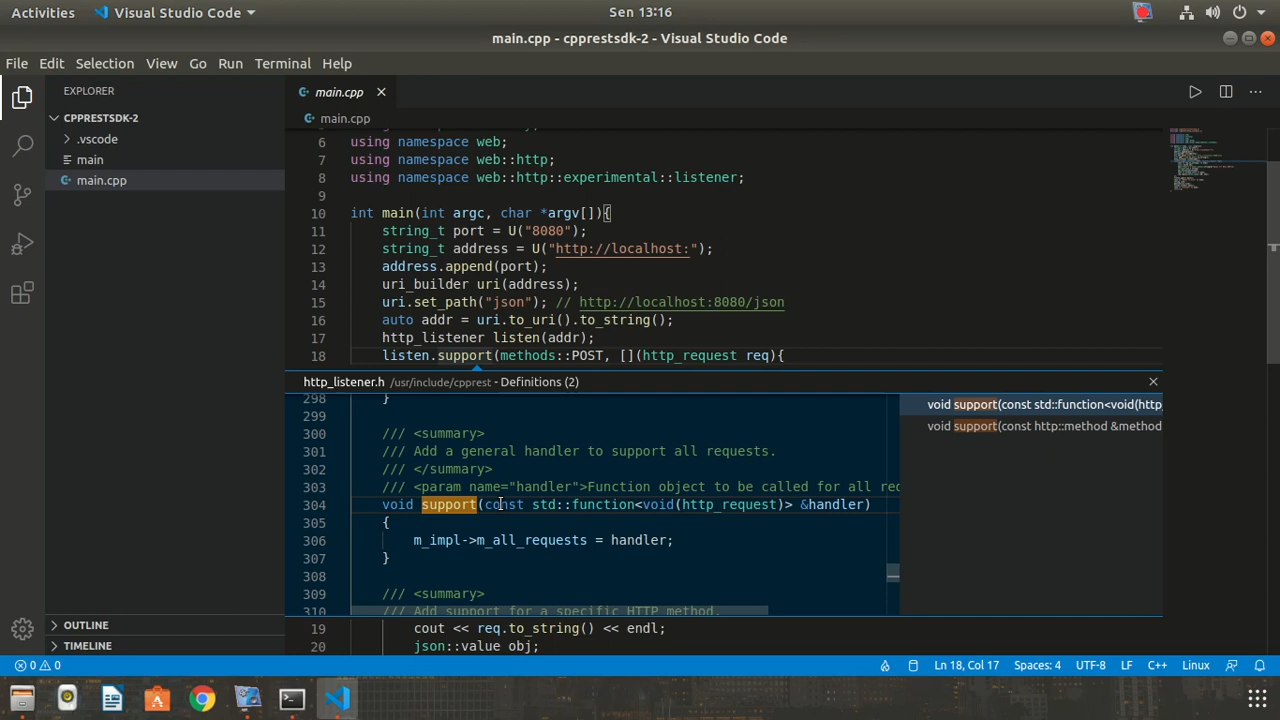 Activities Visual Studio Code Sen 13:16
main.cpp - cpprestsdk-2 - Visual Studio Code
File Edit Selection View Go Run Terminal Help
EXPLORER
CPPRESTSDK-2
.vscode
main
main.cpp
main.cpp
main.cpp
6 using namespace web;
7 using namespace web::http;
8 using namespace web::http::experimental::listener;
9
10 int main(int argc, char *argv[]){
11 string_t port = U("8080");
12 string_t address = U("http://localhost:");
13 address.append(port);
14 uri_builder uri(address);
15 uri.set_path("json"); // http://localhost:8080/json
16 auto addr = uri.to_uri().to_string();
17 http_listener listen(addr);
18 listen.support(methods::POST, [](http_request req){
http_listener.h /usr/include/cpprest - Definitions (2)
298 }
299
300 /// <summary>
301 /// Add a general handler to support all requests.
302 /// </summary>
303 /// <param name="handler">Function object to be called for all req
304 void support(const std::function<void(http_request)> &handler)
305 {
306 m_impl->m_all_requests = handler;
307 }
308
309 /// <summary>
310 /// Add support for a specific HTTP method.
void support(const std::function<void(http_
void support(const http::method &method
19 cout << req.to_string() << endl;
20 json::value obj;
OUTLINE
TIMELINE
0 0 Ln 18, Col 17 Spaces: 4 UTF-8 LF C++ Linux